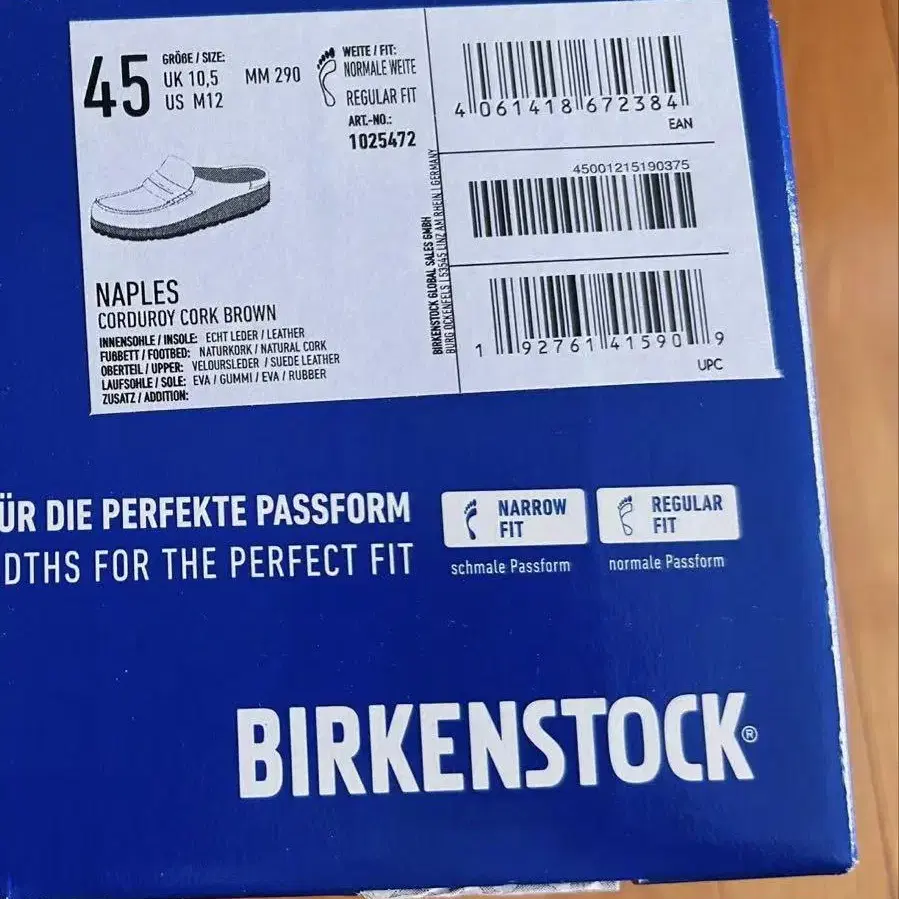 45
GRÖßE / SIZE:
UK 10,5
US M12
MM 290
WEITE / FIT:
NORMALE WEITE
REGULAR FIT
ART.-NO.:
1025472
NAPLES
CORDUROY CORK BROWN
INNENSOHLE / INSOLE: ECHT LEDER / LEATHER
FUßBETT / FOOTBED: NATURKORK / NATURAL CORK
OBERTEIL / UPPER: VELOURSLEDER / SUEDE LEATHER
LAUFSOHLE / SOLE: EVA / GUMMI / EVA / RUBBER
ZUSATZ / ADDITION:
BIRKENSTOCK GLOBAL SALES GMBH
BURG OCKENFELS | 53545 LINZ AM RHEIN | GERMANY
4 061418 672384
EAN
45001215190375
1 92761 41590 9
UPC
ÜR DIE PERFEKTE PASSFORM
DTHS FOR THE PERFECT FIT
NARROW
FIT
schmale Passform
REGULAR
FIT
normale Passform
BIRKENSTOCK®